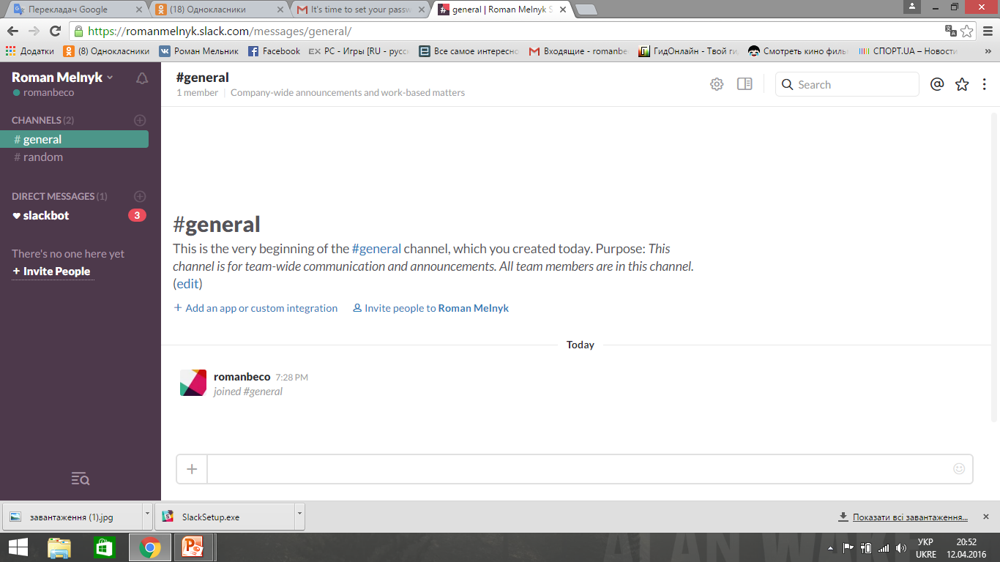 Перекладач Google
(18) Однокласники
It's time to set your passw
general | Roman Melnyk S
https://romanmelnyk.slack.com/messages/general/
Додатки
(8) Однокласники
Роман Мельник
Facebook
EX PC - Игры [RU - русск
Все самое интересно
Входящие - romanbe
ГидОнлайн - Твой ги
Смотреть кино филь
СПОРТ.UA – Новости
»
Roman Melnyk
romanbeco
CHANNELS (2)
# general
# random
DIRECT MESSAGES (1)
slackbot
3
There's no one here yet
+ Invite People
#general
1 member | Company-wide announcements and work-based matters
Search
#general
This is the very beginning of the #general channel, which you created today. Purpose: This
channel is for team-wide communication and announcements. All team members are in this channel.
(edit)
+ Add an app or custom integration
Invite people to Roman Melnyk
Today
romanbeco 7:28 PM
joined #general
завантаження (1).jpg
SlackSetup.exe
Показати всі завантаження...
ALAN WAKE
УКР
UKRE
20:52
12.04.2016